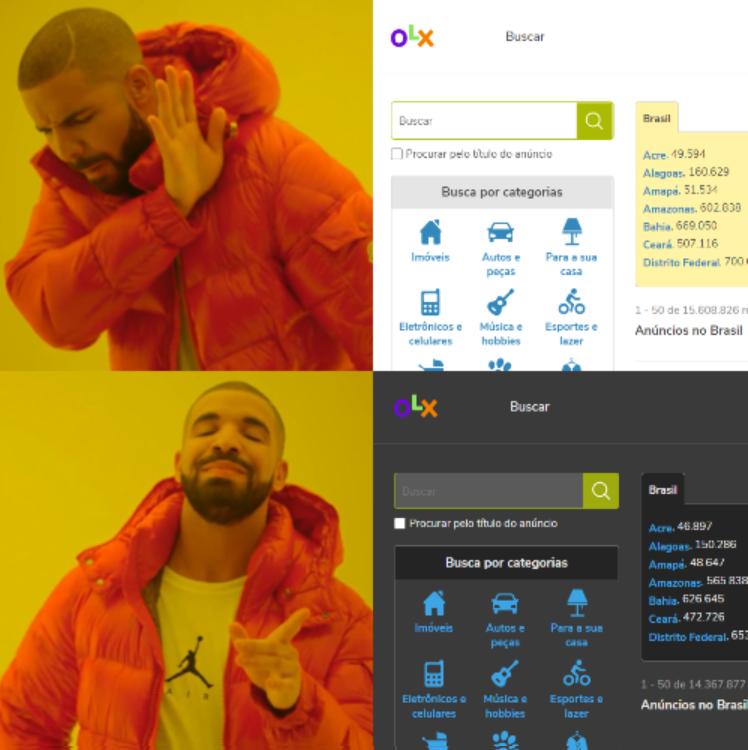 OLX
Buscar
Buscar
Procurar pelo título do anúncio
Busca por categorias
Imóveis
Autos e
peças
Para a sua
casa
Eletrônicos e
celulares
Música e
hobbies
Esportes e
lazer
Brasil
Acre. 49.594
Alagoas. 160.629
Amapá. 51.534
Amazonas. 602.838
Bahia. 669.050
Ceará. 507.116
Distrito Federal. 700
1 - 50 de 15.608.826
Anúncios no Brasil
AIR
OLX
Buscar
Buscar
Procurar pelo título do anúncio
Busca por categorias
Imóveis
Autos e
peças
Para a sua
casa
Eletrônicos e
celulares
Música e
hobbies
Esportes e
lazer
Brasil
Acre. 46.897
Alagoas. 150.286
Amapá. 48.647
Amazonas. 565.838
Bahia. 626.645
Ceará. 472.726
Distrito Federal. 653
1 - 50 de 14.367.877
Anúncios no Brasil